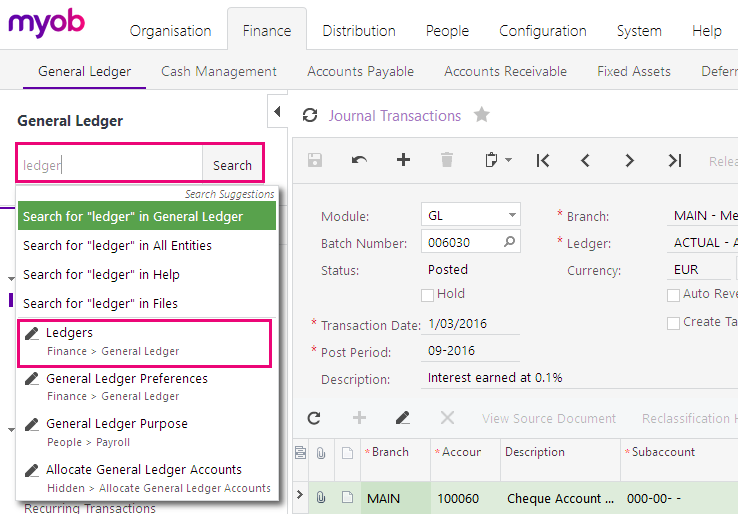 myob
Organisation Finance Distribution People Configuration System Help
General Ledger Cash Management Accounts Payable Accounts Receivable Fixed Assets Deferr
General Ledger
ledger Search
Search Suggestions
Search for "ledger" in General Ledger
Search for "ledger" in All Entities
Search for "ledger" in Help
Search for "ledger" in Files
Ledgers
Finance > General Ledger
General Ledger Preferences
Finance > General Ledger
General Ledger Purpose
People > Payroll
Allocate General Ledger Accounts
Hidden > Allocate General Ledger Accounts
Recurring Transactions
Journal Transactions
Relea
Module: GL * Branch: MAIN - Me
Batch Number: 006030 * Ledger: ACTUAL - A
Status: Posted Currency: EUR
Hold Auto Reve
* Transaction Date: 1/03/2016 Create Ta
* Post Period: 09-2016
Description: Interest earned at 0.1%
View Source Document Reclassification H
*Branch *Accour Description *Subaccount
MAIN 100060 Cheque Account ... 000-00- -